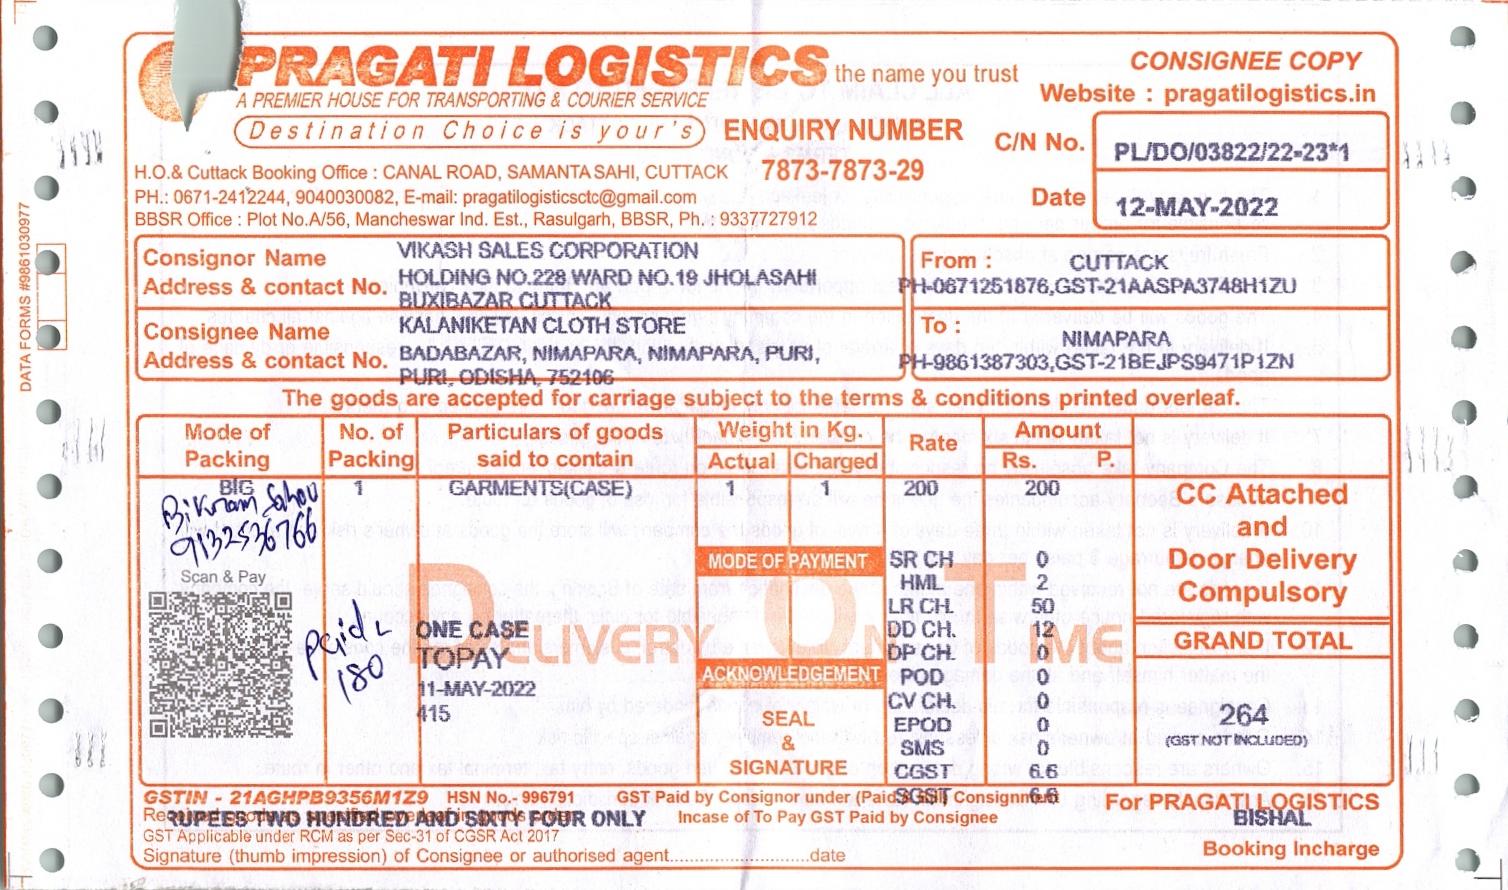 PRAGATI LOGISTICS the name you trust
A PREMIER HOUSE FOR TRANSPORTING & COURIER SERVICE
Destination Choice is your's
ENQUIRY NUMBER
7873-7873-29
CONSIGNEE COPY
Website : pragatilogistics.in
C/N No. PL/DO/03822/22-23*1
Date 12-MAY-2022
H.O.& Cuttack Booking Office : CANAL ROAD, SAMANTA SAHI, CUTTACK
PH.: 0671-2412244, 9040030082, E-mail: pragatilogisticsctc@gmail.com
BBSR Office : Plot No.A/56, Mancheswar Ind. Est., Rasulgarh, BBSR, Ph.: 9337727912
DATA FORMS #9861030977
Consignor Name VIKASH SALES CORPORATION
Address & contact No. HOLDING NO.228 WARD NO.19 JHOLASAHI
BUXIBAZAR CUTTACK
From : CUTTACK
PH-0671251876,GST-21AASPA3748H1ZU
Consignee Name KALANIKETAN CLOTH STORE
Address & contact No. BADABAZAR, NIMAPARA, NIMAPARA, PURI,
PURI, ODISHA, 752106
To : NIMAPARA
PH-9861387303,GST-21BEJPS9471P1ZN
The goods are accepted for carriage subject to the terms & conditions printed overleaf.
Mode of Packing No. of Packing Particulars of goods said to contain Weight in Kg. Actual Charged Rate Amount Rs. P.
BIG 1 GARMENTS(CASE) 1 1 200 200
Bikram Sahou
9132536766
Scan & Pay
Paid
180
ONE CASE
TOPAY
11-MAY-2022
415
DELIVERY ON TIME
MODE OF PAYMENT
ACKNOWLEDGEMENT
SEAL
&
SIGNATURE
SR CH 0
HML 2
LR CH. 50
DD CH. 12
DP CH. 0
POD 0
CV CH. 0
EPOD 0
SMS 0
CGST 6.6
SGST 6.6
CC Attached
and
Door Delivery
Compulsory
GRAND TOTAL
264
(GST NOT INCLUDED)
GSTIN - 21AGHPB9356M1Z9 HSN No.- 996791 GST Paid by Consignor under Consignment
RUPEES TWO HUNDRED AND SIXTY FOUR ONLY Incase of To Pay GST Paid by Consignee
GST Applicable under RCM as per Sec-31 of CGSR Act 2017
Signature (thumb impression) of Consignee or authorised agent..............................date
For PRAGATI LOGISTICS
BISHAL
Booking Incharge